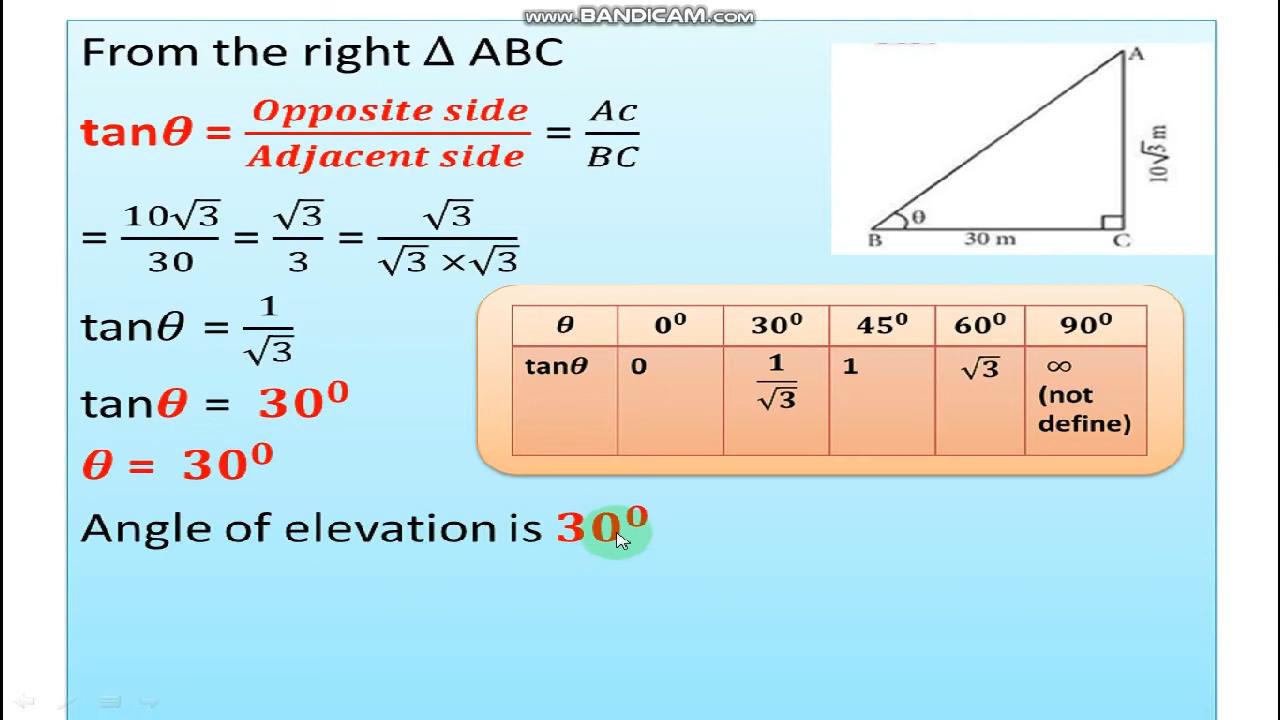 www.BANDICAM.com
From the right Δ ABC
tanθ = Opposite side / Adjacent side = Ac / BC
= 10√3 / 30 = √3 / 3 = √3 / √3 ×√3
tanθ = 1 / √3
tanθ = 30⁰
θ = 30⁰
Angle of elevation is 30⁰
A
10√3 m
θ
B
30 m
C
θ 0⁰ 30⁰ 45⁰ 60⁰ 90⁰
tanθ 0 1/√3 1 √3 ∞
(not
define)